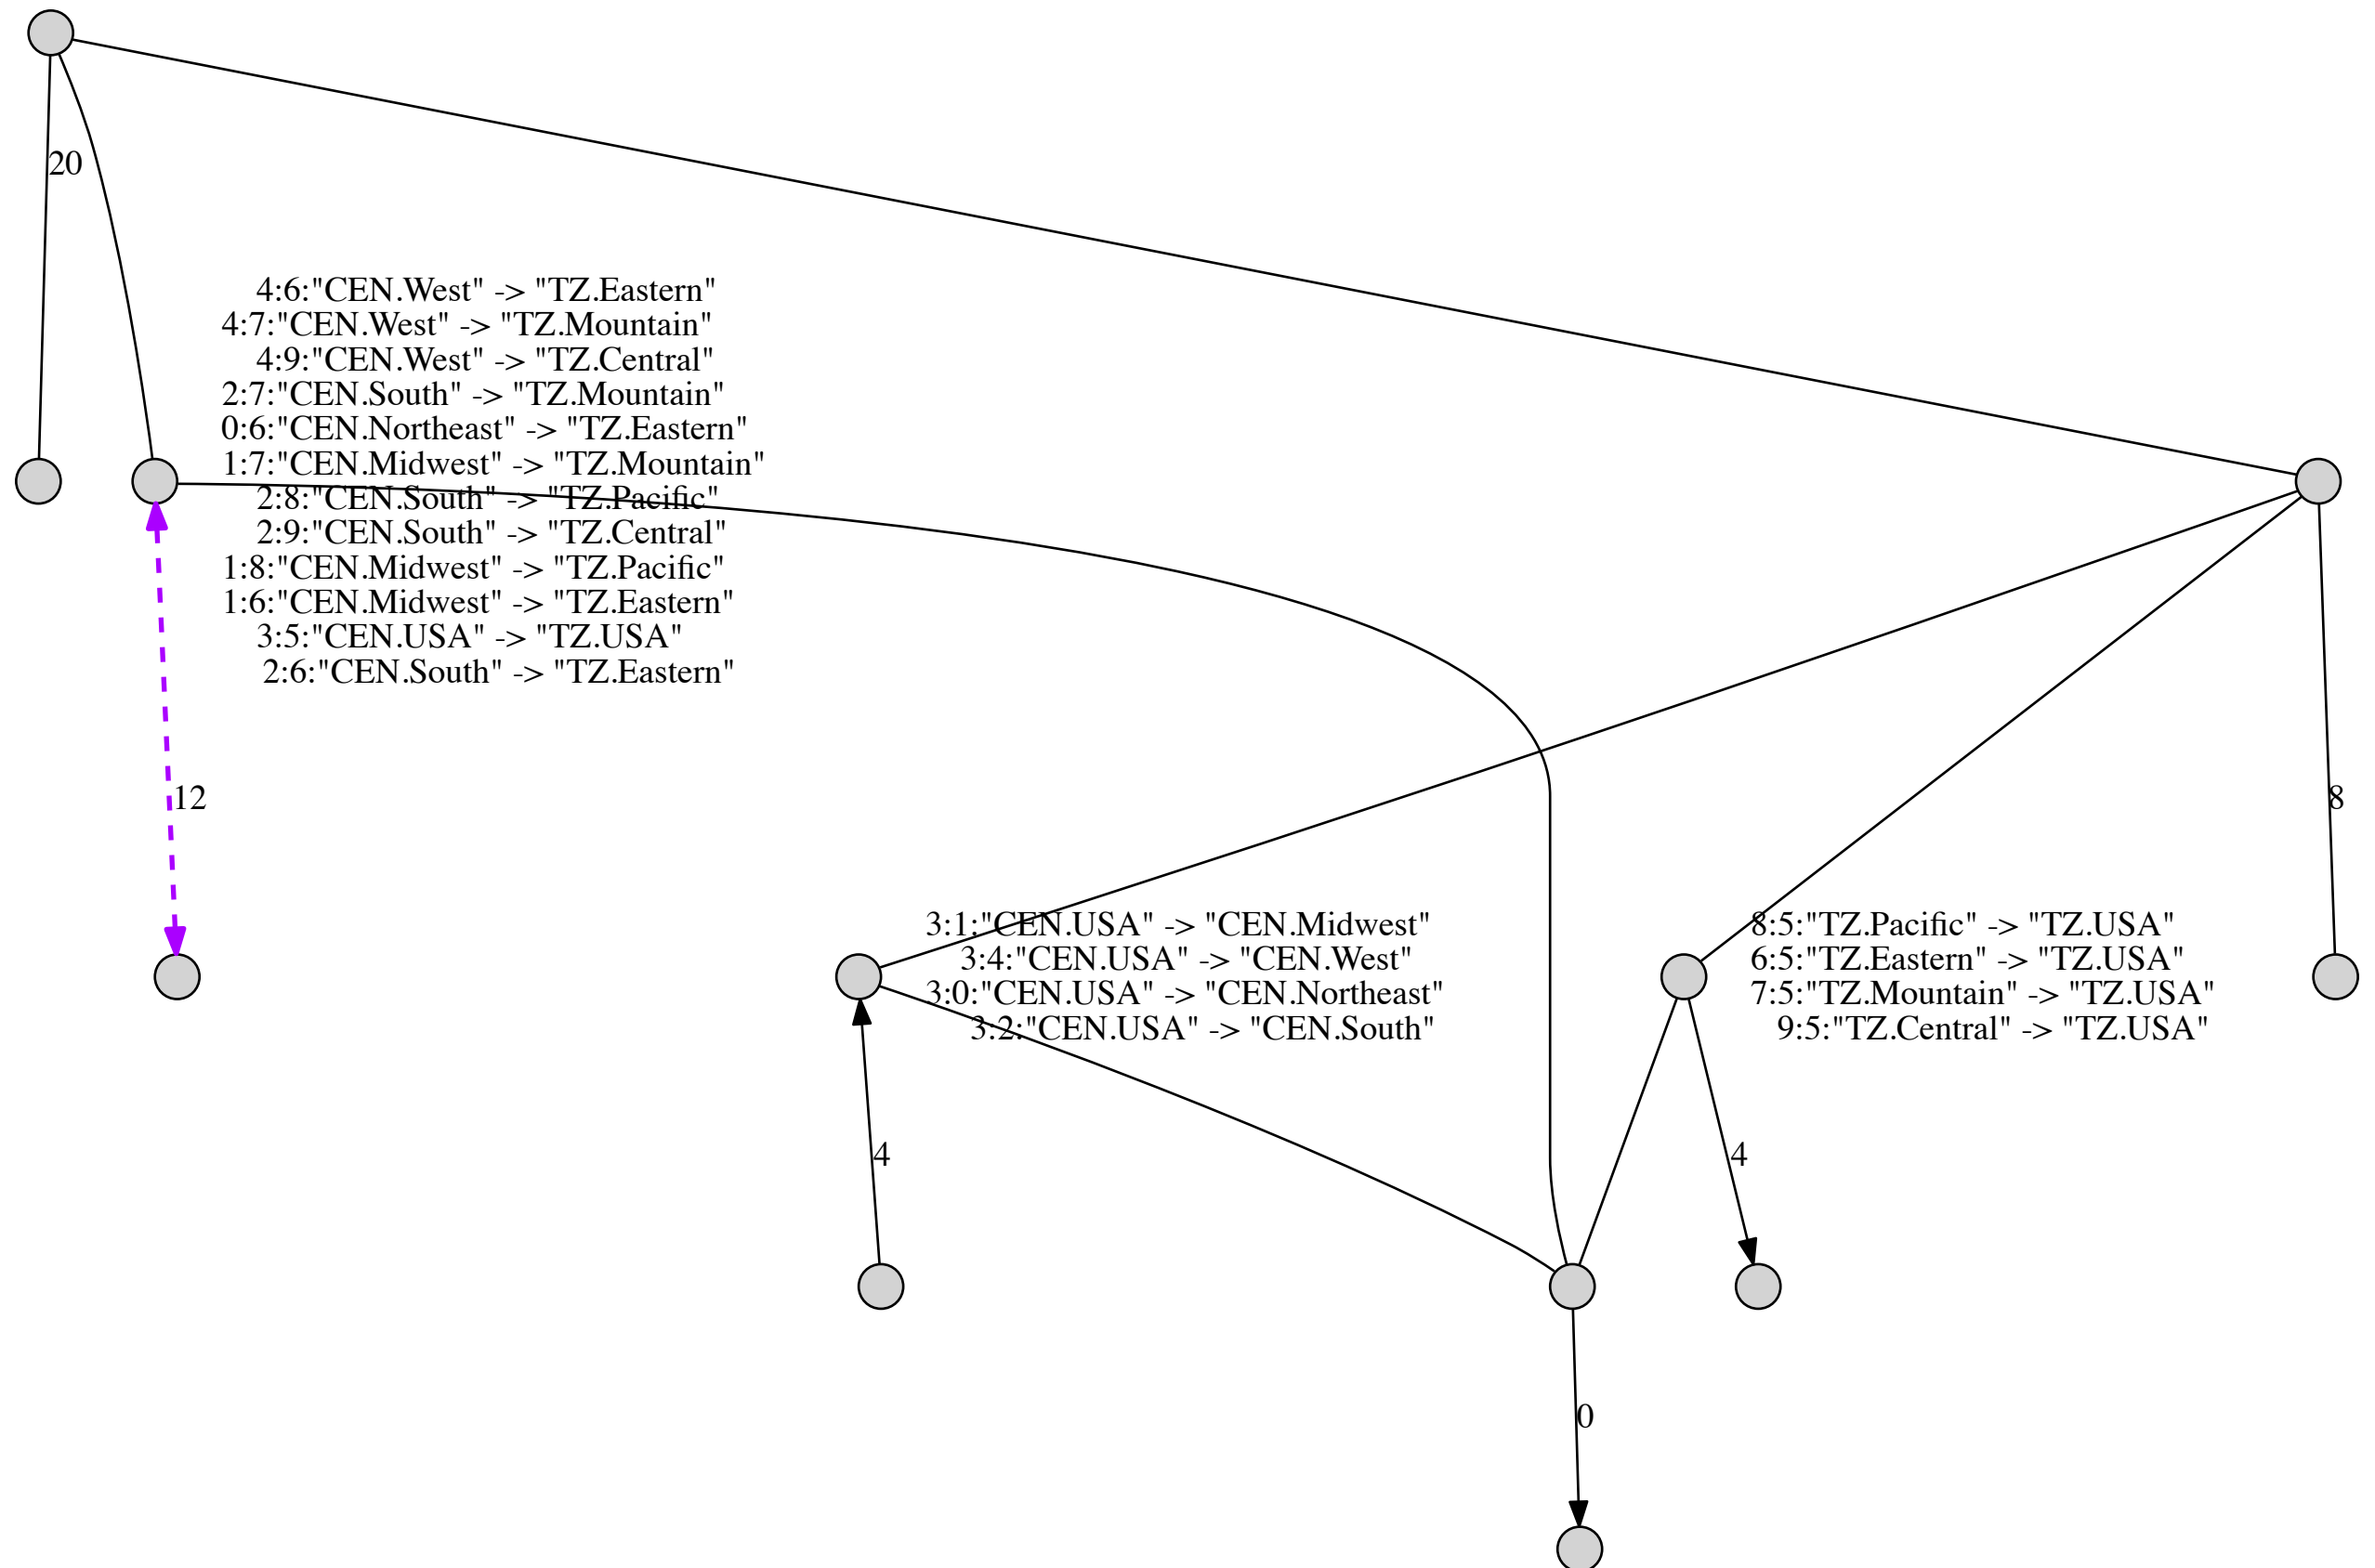 20
4:6:"CEN.West" -> "TZ.Eastern"
4:7:"CEN.West" -> "TZ.Mountain"
4:9:"CEN.West" -> "TZ.Central"
2:7:"CEN.South" -> "TZ.Mountain"
0:6:"CEN.Northeast" -> "TZ.Eastern"
1:7:"CEN.Midwest" -> "TZ.Mountain"
2:8:"CEN.South" -> "TZ.Pacific"
2:9:"CEN.South" -> "TZ.Central"
1:8:"CEN.Midwest" -> "TZ.Pacific"
1:6:"CEN.Midwest" -> "TZ.Eastern"
3:5:"CEN.USA" -> "TZ.USA"
2:6:"CEN.South" -> "TZ.Eastern"
12
8
3:1:"CEN.USA" -> "CEN.Midwest"
3:4:"CEN.USA" -> "CEN.West"
3:0:"CEN.USA" -> "CEN.Northeast"
3:2:"CEN.USA" -> "CEN.South"
8:5:"TZ.Pacific" -> "TZ.USA"
6:5:"TZ.Eastern" -> "TZ.USA"
7:5:"TZ.Mountain" -> "TZ.USA"
9:5:"TZ.Central" -> "TZ.USA"
4
4
0